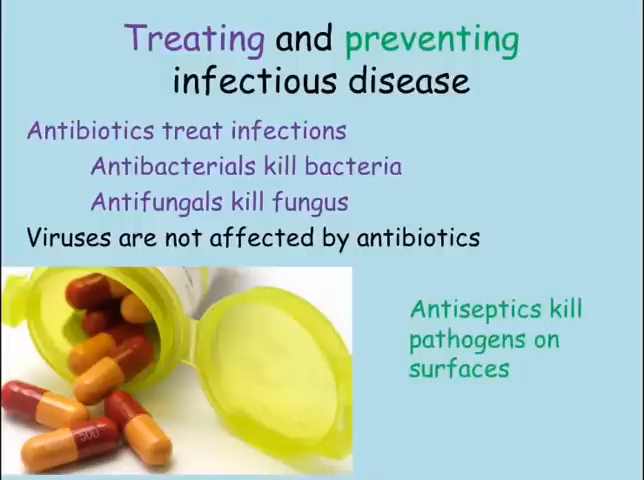 Treating and preventing
infectious disease
Antibiotics treat infections
Antibacterials kill bacteria
Antifungals kill fungus
Viruses are not affected by antibiotics
Antiseptics kill
pathogens on
surfaces
500